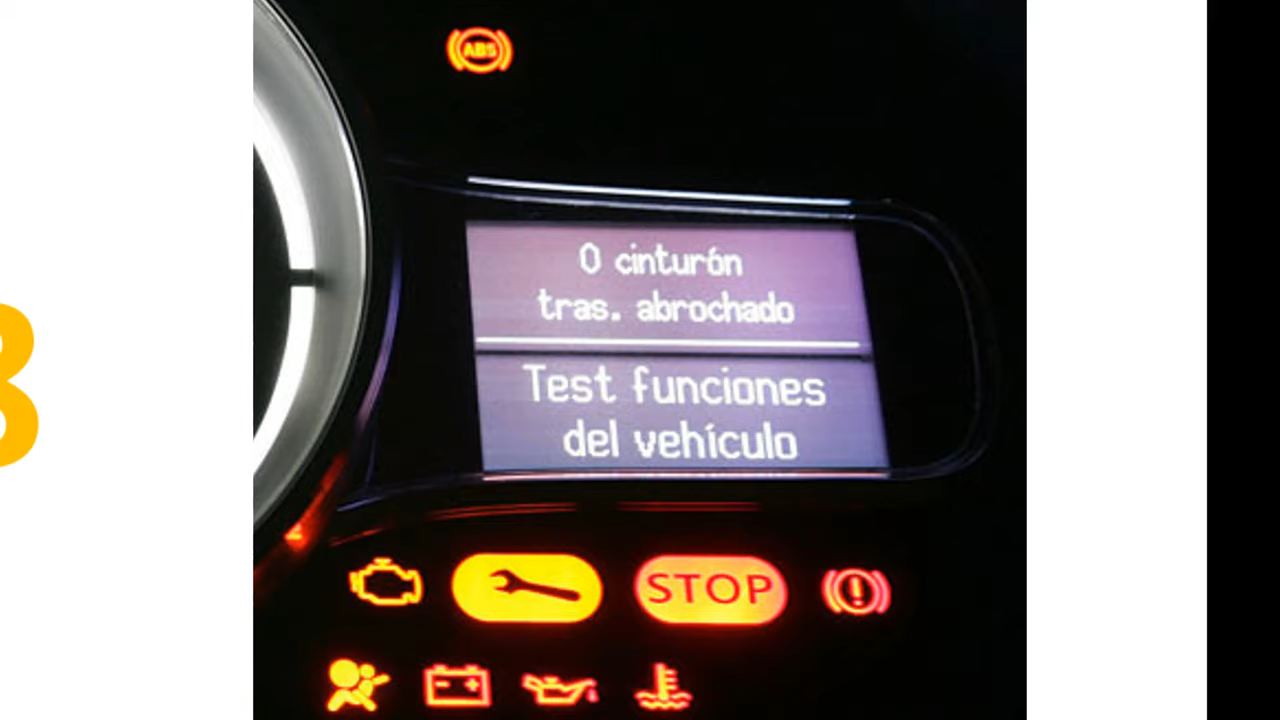 ABS
0 cinturón
tras. abrochado
Test funciones
del vehículo
STOP